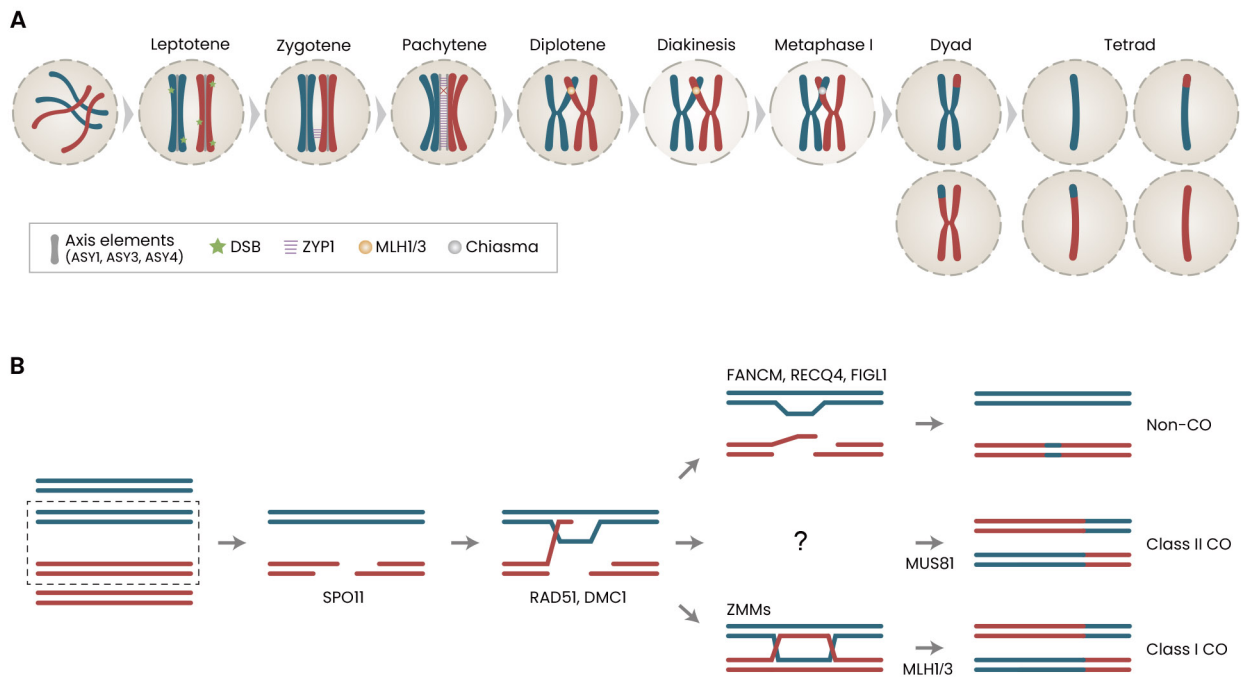 A
Leptotene
Zygotene
Pachytene
Diplotene
Diakinesis
Metaphase I
Dyad
Tetrad
Axis elements
(ASY1, ASY3, ASY4)
DSB
ZYP1
MLH1/3
Chiasma
B
FANCM, RECQ4, FIGL1
Non-CO
SPO11
RAD51, DMC1
?
MUS81
Class II CO
ZMMs
MLH1/3
Class I CO